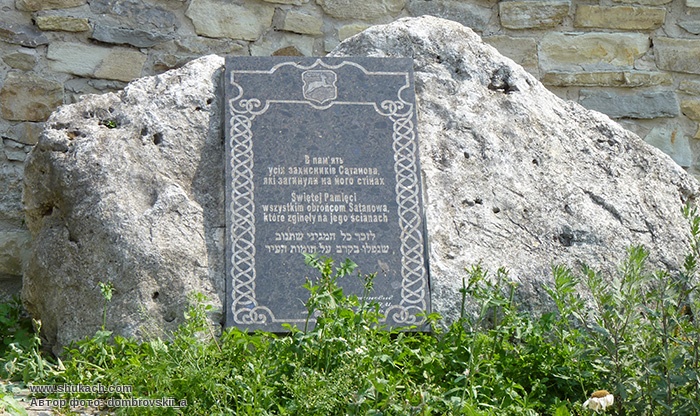 В пам'ять
усіх захисників Сатанова,
які загинули на його стінах
Świętej Pamięci
wszystkim obrońcom Satanowa,
które zginęły na jego ścianach
לזכר כל המגיני שתנוב
שנפלו בקרב על חומות העיר
www.shukach.com
Автор фото: dombrovskii_a